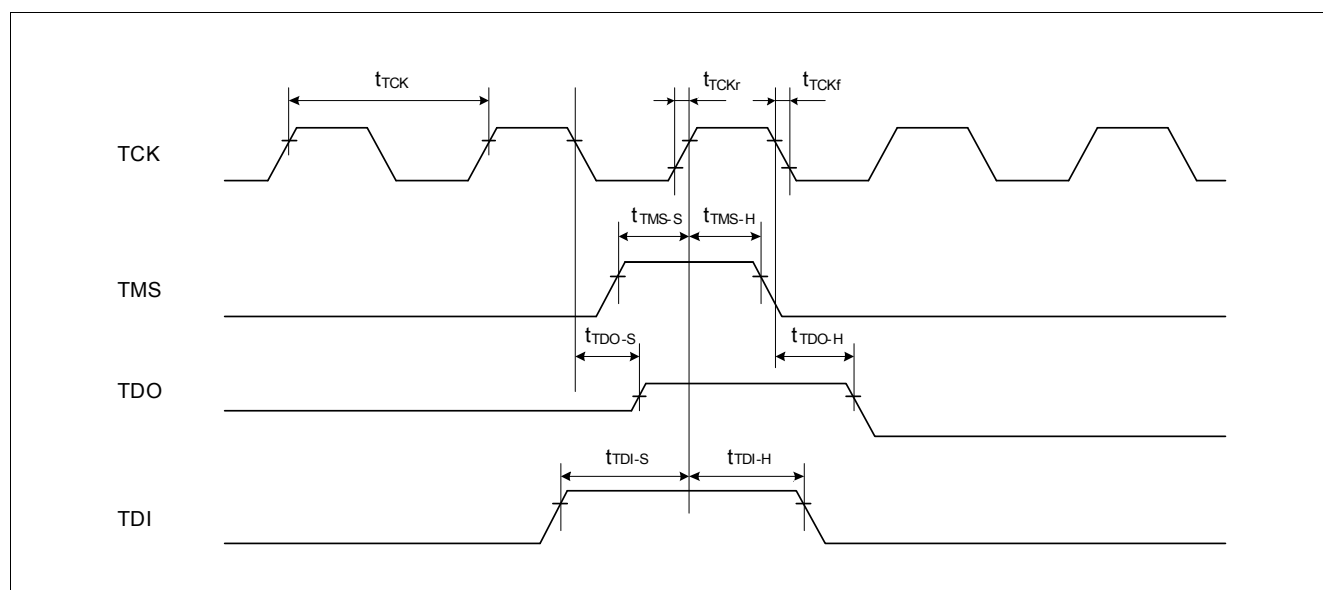 tTCK
tTCKr
tTCKf
TCK
tTMS-S
tTMS-H
TMS
tTDO-S
tTDO-H
TDO
tTDI-S
tTDI-H
TDI